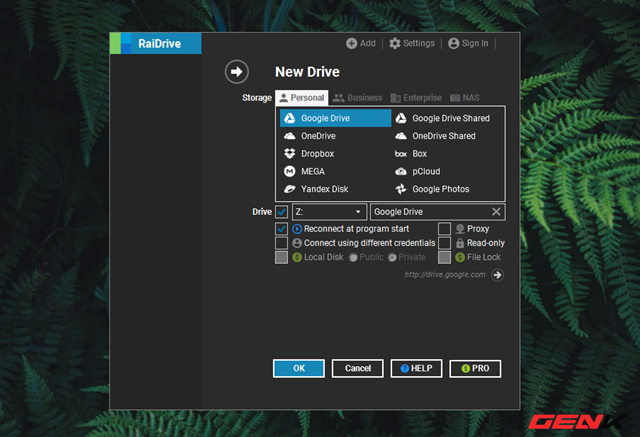 RaiDrive
Add Settings Sign In
New Drive
Storage Personal Business Enterprise NAS
Google Drive Google Drive Shared
OneDrive OneDrive Shared
Dropbox box Box
MEGA pCloud
Yandex Disk Google Photos
Drive Z: Google Drive
Reconnect at program start Proxy
Connect using different credentials Read-only
Local Disk Public Private File Lock
http://drive.google.com
OK Cancel ? HELP $ PRO
GENK